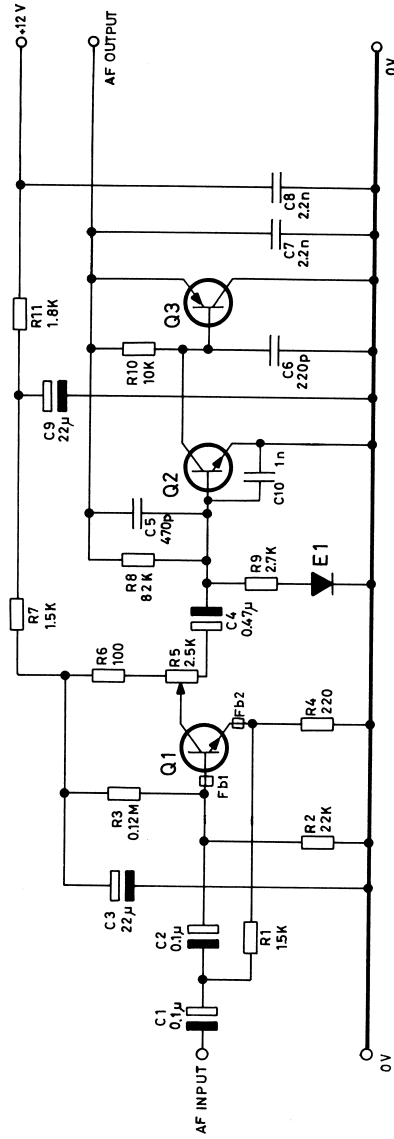 +12 V
AF OUTPUT
0V
R11
1.8K
C8
2.2n
C7
2.2n
Q3
R10
10K
C6
220p
C9
22µ
Q2
C10
1n
C5
470p
R8
82K
R9
2.7K
E1
C4
0.47µ
R7
1.5K
R6
100
R5
2.5K
Q1
Fb1
Fb2
R4
220
R3
0.12M
R2
22K
C3
22µ
C2
0.1µ
R1
1.5K
C1
0.1µ
AF INPUT
0V